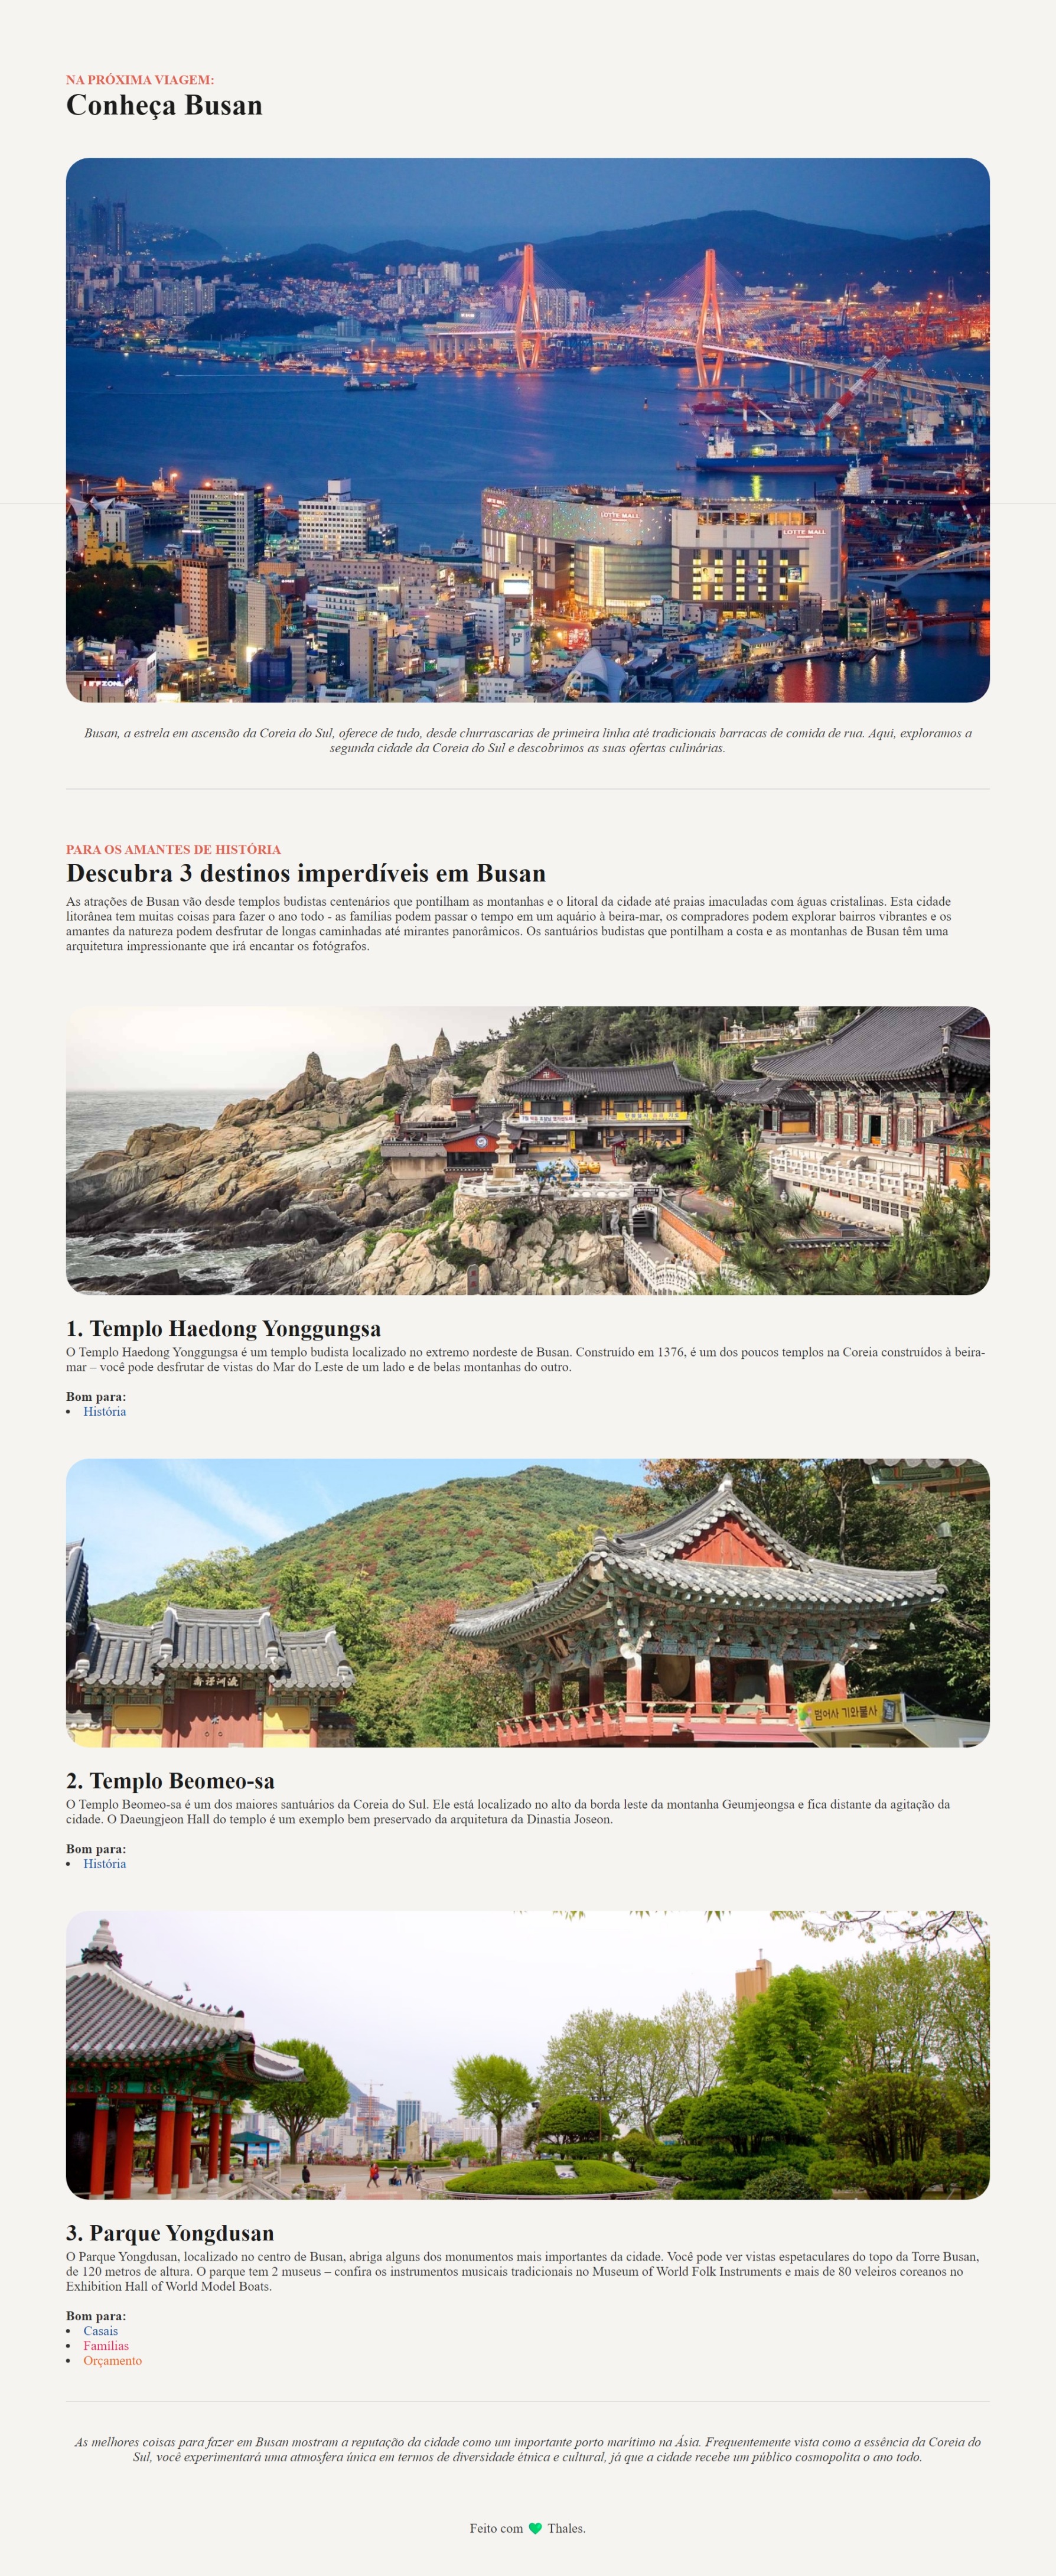 NA PRÓXIMA VIAGEM:
Conheça Busan
LOTTE MALL
LOTTE MALL
P
Busan, a estrela em ascensão da Coreia do Sul, oferece de tudo, desde churrascarias de primeira linha até tradicionais barracas de comida de rua. Aqui, exploramos a
segunda cidade da Coreia do Sul e descobrimos as suas ofertas culinárias.
PARA OS AMANTES DE HISTÓRIA
Descubra 3 destinos imperdíveis em Busan
As atrações de Busan vão desde templos budistas centenários que pontilham as montanhas e o litoral da cidade até praias imaculadas com águas cristalinas. Esta cidade
litorânea tem muitas coisas para fazer o ano todo - as famílias podem passar o tempo em um aquário à beira-mar, os compradores podem explorar bairros vibrantes e os
amantes da natureza podem desfrutar de longas caminhadas até mirantes panorâmicos. Os santuários budistas que pontilham a costa e as montanhas de Busan têm uma
arquitetura impressionante que irá encantar os fotógrafos.
1. Templo Haedong Yonggungsa
O Templo Haedong Yonggungsa é um templo budista localizado no extremo nordeste de Busan. Construído em 1376, é um dos poucos templos na Coreia construídos à beira-
mar – você pode desfrutar de vistas do Mar do Leste de um lado e de belas montanhas do outro.
Bom para:
• História
범어사 기와불사
2. Templo Beomeo-sa
O Templo Beomeo-sa é um dos maiores santuários da Coreia do Sul. Ele está localizado no alto da borda leste da montanha Geumjeongsa e fica distante da agitação da
cidade. O Daeungjeon Hall do templo é um exemplo bem preservado da arquitetura da Dinastia Joseon.
Bom para:
• História
3. Parque Yongdusan
O Parque Yongdusan, localizado no centro de Busan, abriga alguns dos monumentos mais importantes da cidade. Você pode ver vistas espetaculares do topo da Torre Busan,
de 120 metros de altura. O parque tem 2 museus – confira os instrumentos musicais tradicionais no Museum of World Folk Instruments e mais de 80 veleiros coreanos no
Exhibition Hall of World Model Boats.
Bom para:
• Casais
• Famílias
• Orçamento
As melhores coisas para fazer em Busan mostram a reputação da cidade como um importante porto marítimo na Ásia. Frequentemente vista como a essência da Coreia do
Sul, você experimentará uma atmosfera única em termos de diversidade étnica e cultural, já que a cidade recebe um público cosmopolita o ano todo.
Feito com 💚 Thales.